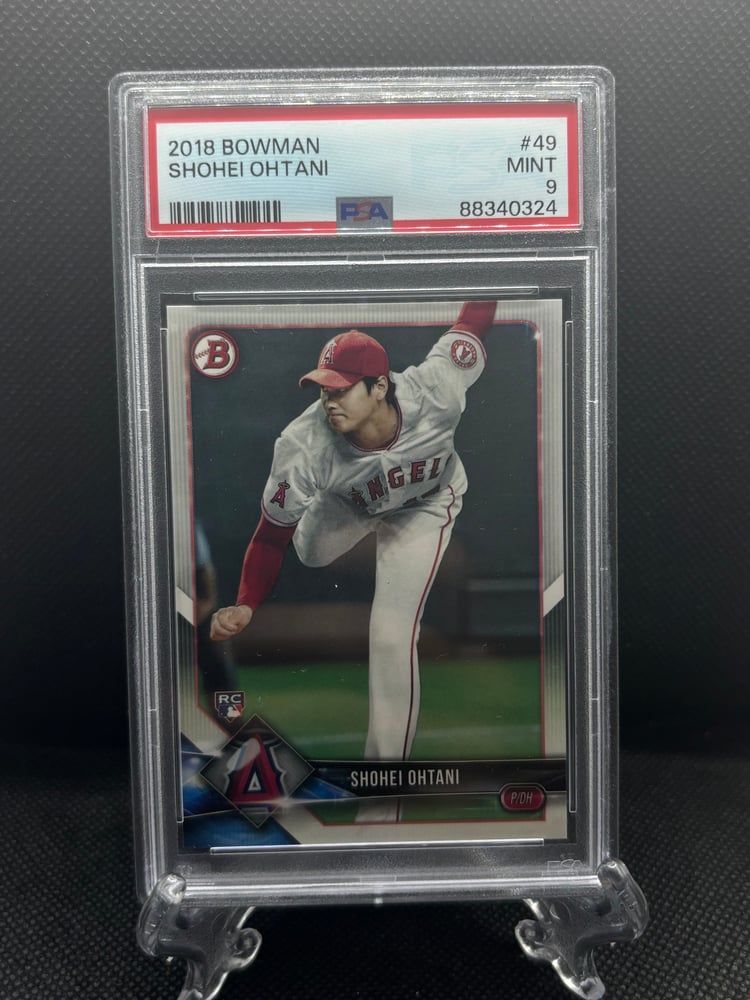 2018 BOWMAN #49
SHOHEI OHTANI MINT
9
PSA 88340324
B
A
A
ANGEL
RC
A
SHOHEI OHTANI
P/DH